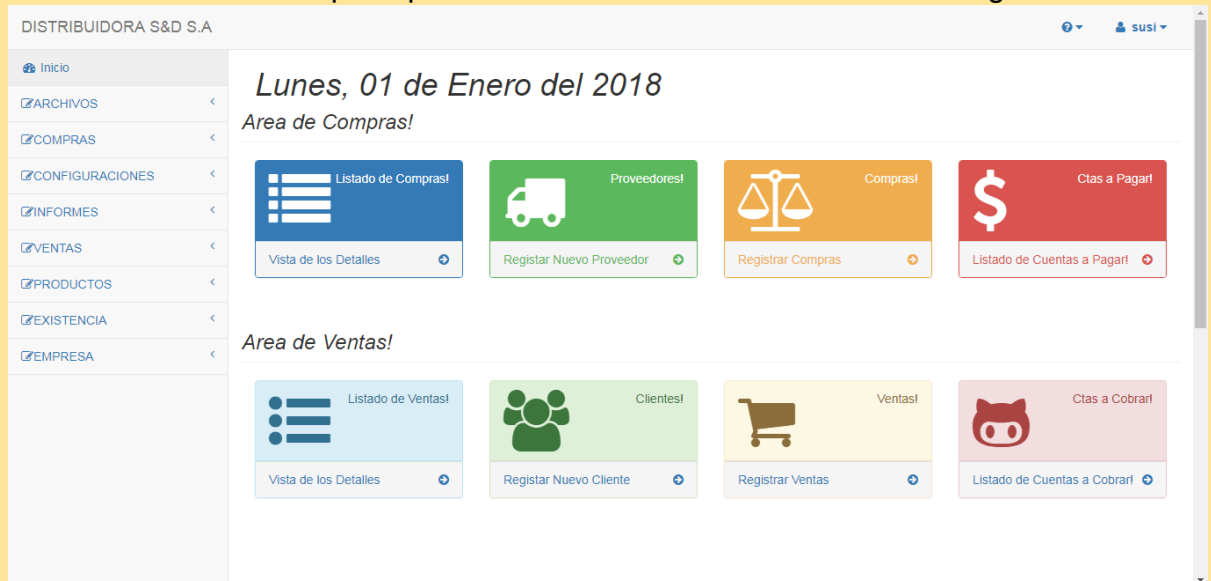 DISTRIBUIDORA S&D S.A
susi
Inicio
ARCHIVOS
COMPRAS
CONFIGURACIONES
INFORMES
VENTAS
PRODUCTOS
EXISTENCIA
EMPRESA
Lunes, 01 de Enero del 2018
Area de Compras!
Listado de Compras!
Vista de los Detalles
Proveedores!
Registar Nuevo Proveedor
Compras!
Registrar Compras
Ctas a Pagar!
Listado de Cuentas a Pagar!
Area de Ventas!
Listado de Ventas!
Vista de los Detalles
Clientes!
Registar Nuevo Cliente
Ventas!
Registrar Ventas
Ctas a Cobrar!
Listado de Cuentas a Cobrar!